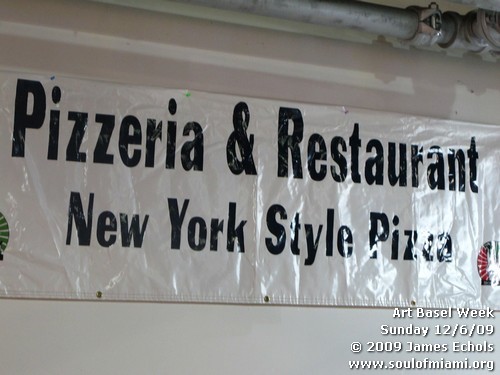 Pizzeria & Restaurant
New York Style Pizza
Art Basel Week
Sunday 12/6/09
© 2009 James Echols
www.soulofmiami.org